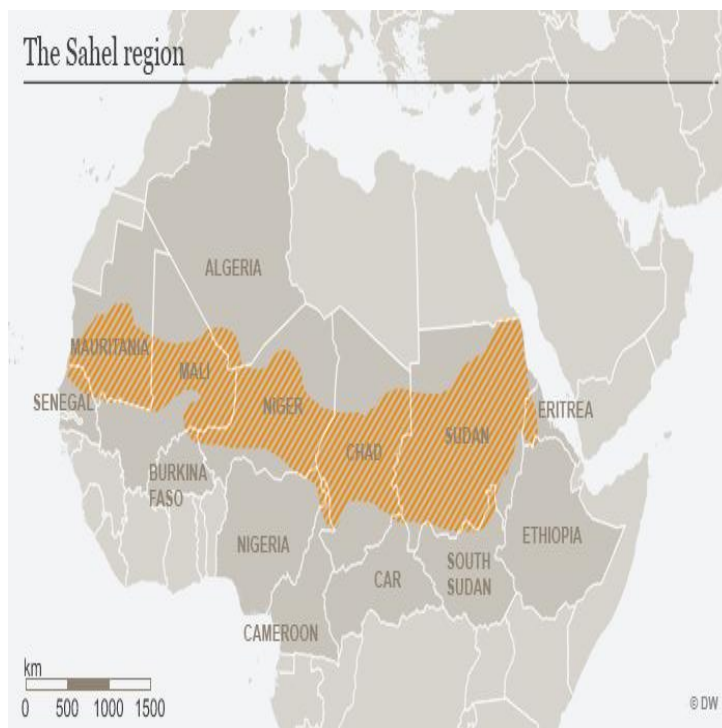 The Sahel region
ALGERIA
MAURITANIA
MALI
SENEGAL
NIGER
ERITREA
SUDAN
CHAD
BURKINA
FASO
NIGERIA
ETHIOPIA
SOUTH
SUDAN
CAR
CAMEROON
km
0 500 1000 1500
© DW